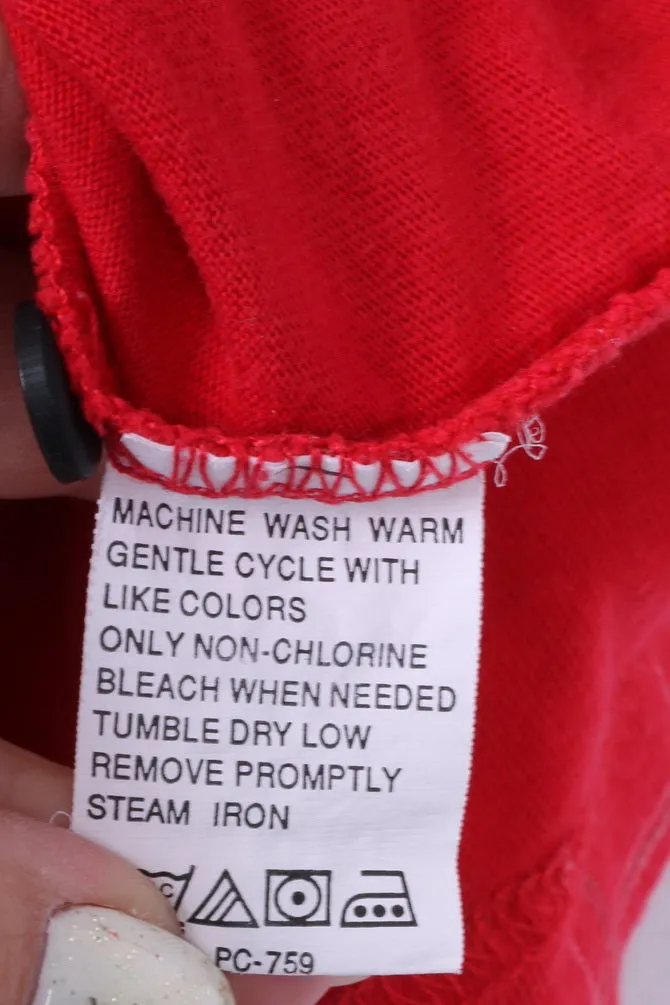 MACHINE WASH WARM
GENTLE CYCLE WITH
LIKE COLORS
ONLY NON-CHLORINE
BLEACH WHEN NEEDED
TUMBLE DRY LOW
REMOVE PROMPTLY
STEAM IRON
PC-759